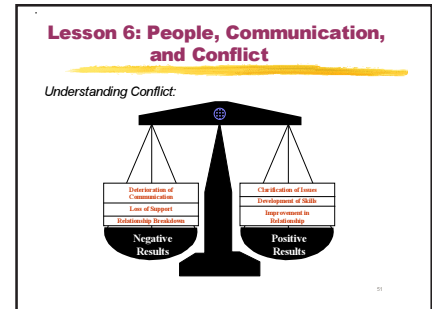 Lesson 6: People, Communication,
and Conflict
Understanding Conflict:
Deterioration of
Communication
Loss of Support
Relationship Breakdown
Negative
Results
Clarification of Issues
Development of Skills
Improvement in
Relationship
Positive
Results
51